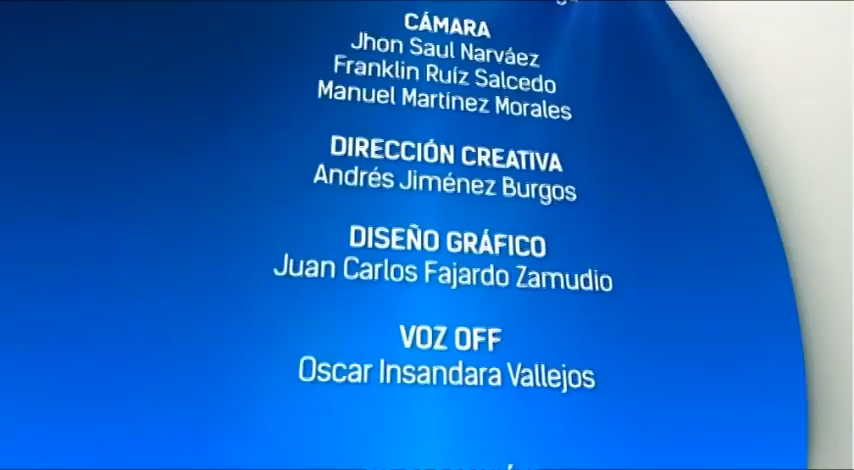 CÁMARA
Jhon Saul Narváez
Franklin Ruíz Salcedo
Manuel Martínez Morales
DIRECCIÓN CREATIVA
Andrés Jiménez Burgos
DISEÑO GRÁFICO
Juan Carlos Fajardo Zamudio
VOZ OFF
Oscar Insandara Vallejos